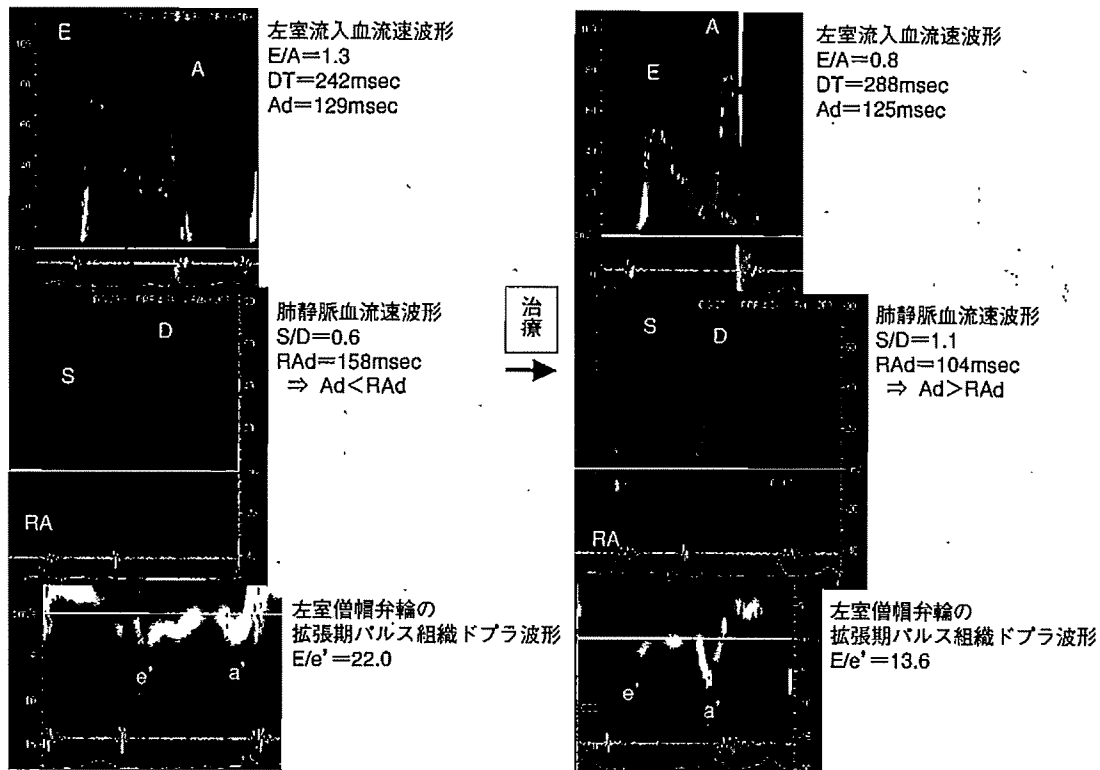 E
A
左室流入血流速波形
E/A=1.3
DT=242msec
Ad=129msec
D
S
RA
肺静脈血流速波形
S/D=0.6
RAd=158msec
⇒ Ad<RAd
e'
a'
左室僧帽弁輪の
拡張期パルス組織ドプラ波形
E/e'=22.0
治療
A
E
左室流入血流速波形
E/A=0.8
DT=288msec
Ad=125msec
S
D
RA
肺静脈血流速波形
S/D=1.1
RAd=104msec
⇒ Ad>RAd
e'
a'
左室僧帽弁輪の
拡張期パルス組織ドプラ波形
E/e'=13.6